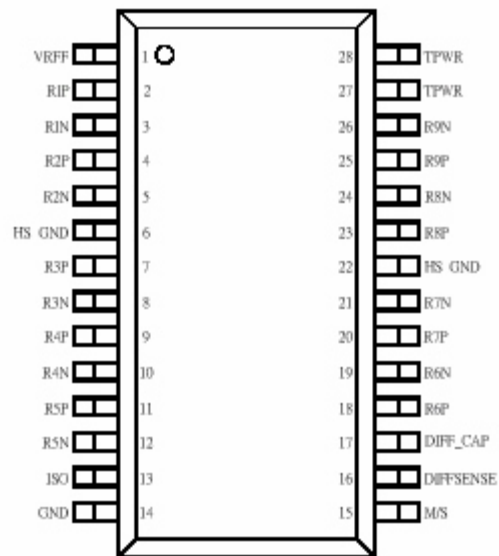 VRFF 1 28 TPWR
R1P 2 27 TPWR
R1N 3 26 R9N
R2P 4 25 R9P
R2N 5 24 R8N
HS GND 6 23 R8P
R3P 7 22 HS GND
R3N 8 21 R7N
R4P 9 20 R7P
R4N 10 19 R6N
R5P 11 18 R6P
R5N 12 17 DIFF_CAP
ISO 13 16 DIFFSENSE
GND 14 15 M/S